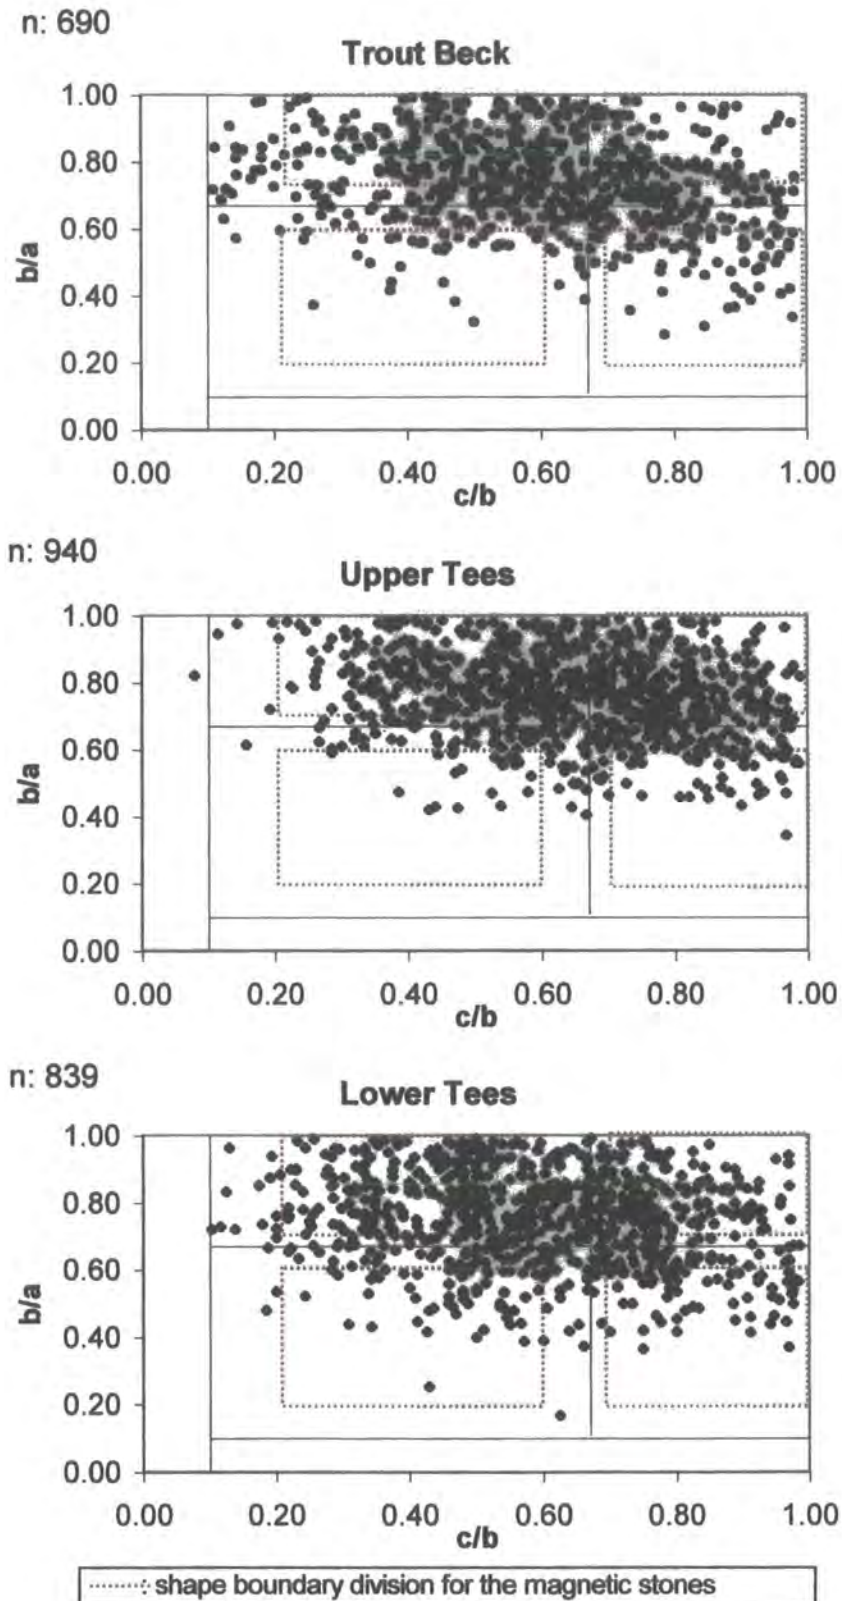 n: 690
Trout Beck
1.00
0.80
0.60
0.40
0.20
0.00
b/a
0.00 0.20 0.40 0.60 0.80 1.00
c/b
n: 940
Upper Tees
1.00
0.80
0.60
0.40
0.20
0.00
b/a
0.00 0.20 0.40 0.60 0.80 1.00
c/b
n: 839
Lower Tees
1.00
0.80
0.60
0.40
0.20
0.00
b/a
0.00 0.20 0.40 0.60 0.80 1.00
c/b
shape boundary division for the magnetic stones